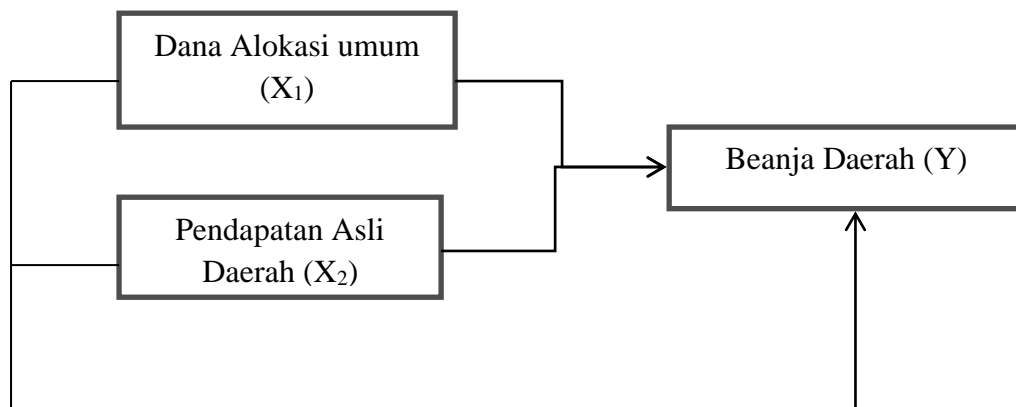 Dana Alokasi umum
(X₁)
Pendapatan Asli
Daerah (X₂)
Beanja Daerah (Y)